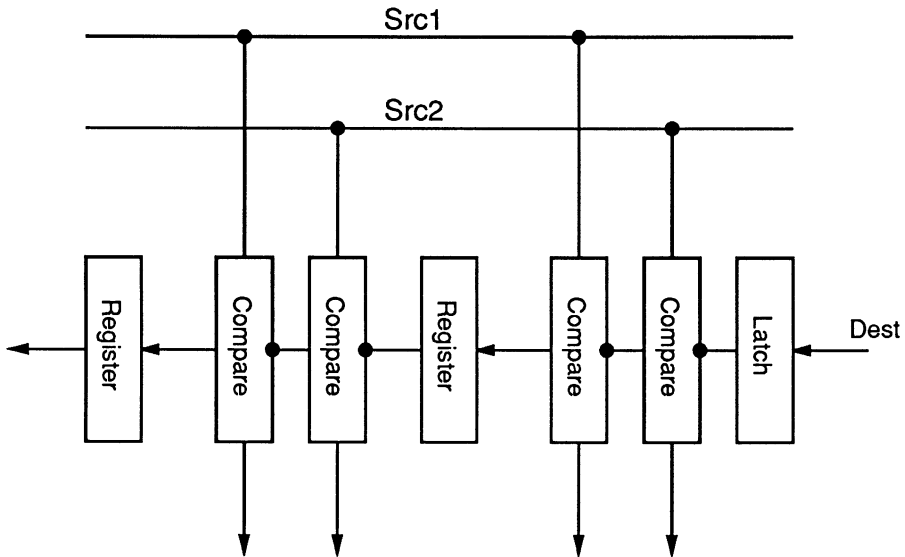 Src1
Src2
Register
Compare
Compare
Register
Compare
Compare
Latch
Dest